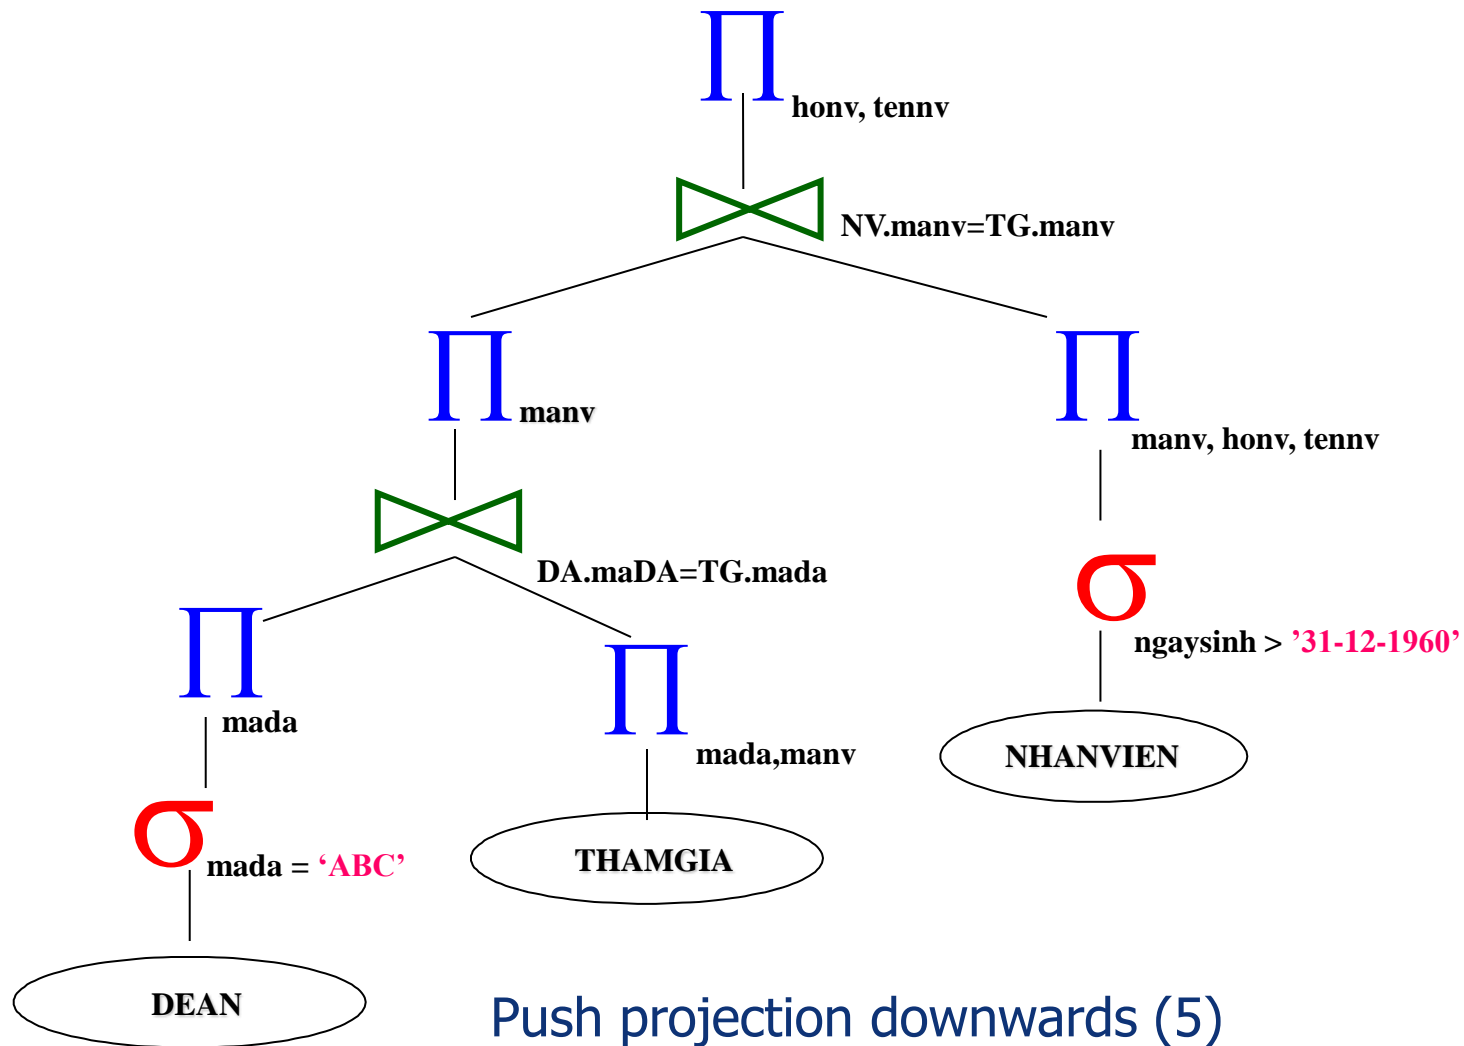 ∏ honv, tennv
NV.manv=TG.manv
∏ manv
∏ manv, honv, tennv
DA.maDA=TG.mada
∏ mada
∏ mada,manv
σ ngaysinh > ’31-12-1960’
NHANVIEN
σ mada = ‘ABC’
THAMGIA
DEAN
Push projection downwards (5)